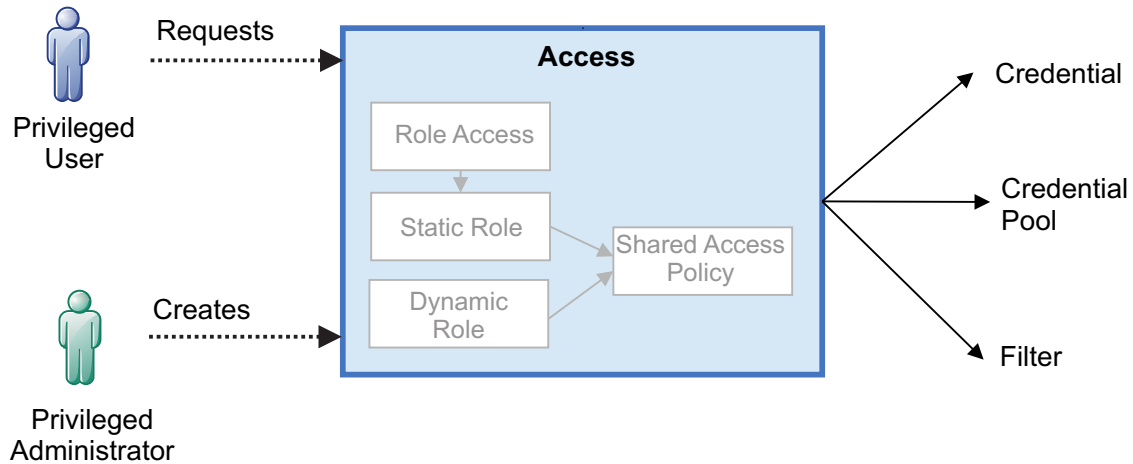 Requests
Privileged
User
Access
Role Access
Static Role
Shared Access
Policy
Dynamic
Role
Creates
Privileged
Administrator
Credential
Credential
Pool
Filter